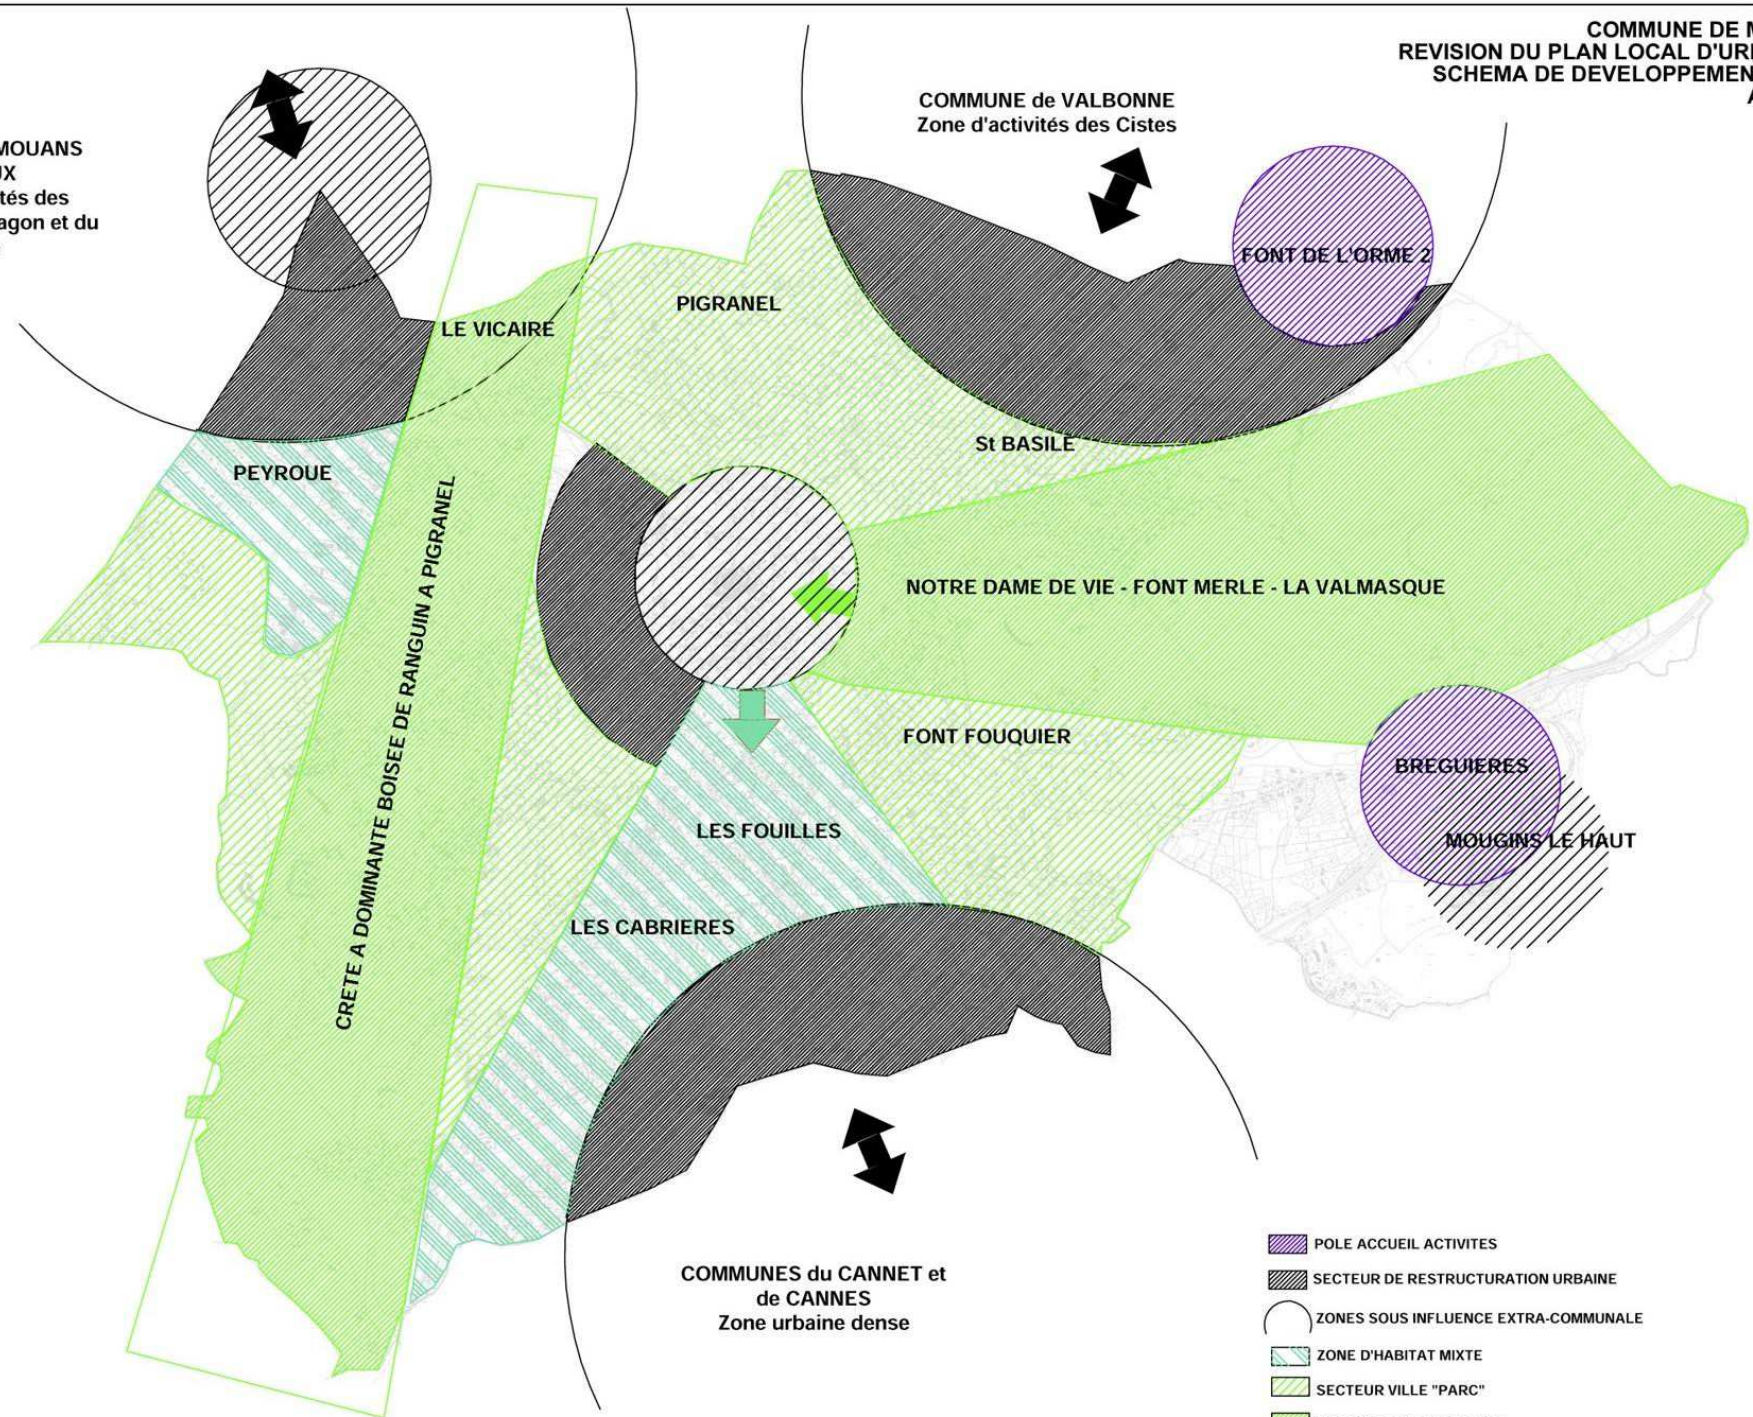 COMMUNE DE
REVISION DU PLAN LOCAL
SCHEMA DE
COMMUNE de VALBONNE
Zone d'activités des Cistes
MOUANS
des
et du
FONT DE L'ORME 2
PIGRANEL
LE VICAIRE
St BASILE
PEYROUE
CRETE A DOMINANTE BOISEE DE RANGUIN A PIGRANEL
NOTRE DAME DE VIE - FONT MERLE - LA VALMASQUE
FONT FOUQUIER
BREGUIERES
LES FOUILLES
MOUGINS LE HAUT
LES CABRIERES
COMMUNES du CANNET et
de CANNES
Zone urbaine dense
POLE ACCUEIL ACTIVITES
SECTEUR DE RESTRUCTURATION URBAINE
ZONES SOUS INFLUENCE EXTRA-COMMUNALE
ZONE D'HABITAT MIXTE
SECTEUR VILLE "PARC"